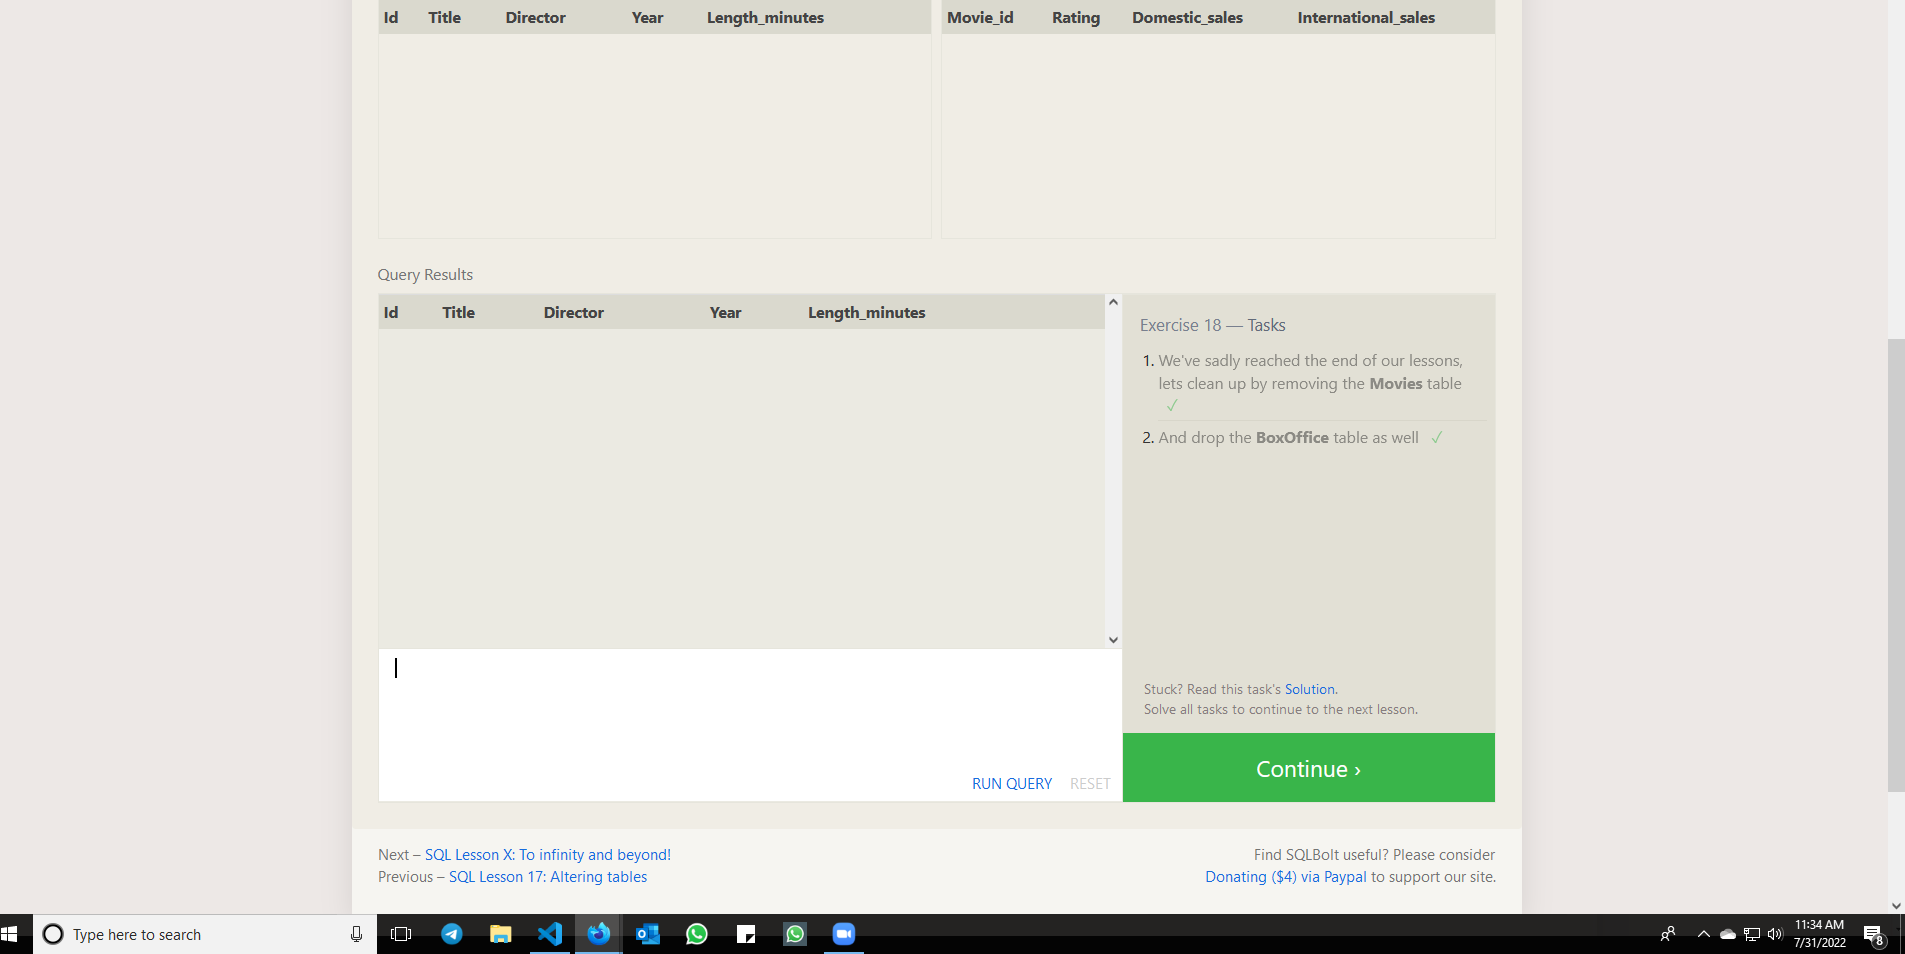 Id Title Director Year Length_minutes
Movie_id Rating Domestic_sales International_sales
Query Results
Id Title Director Year Length_minutes
Exercise 18 — Tasks
1. We've sadly reached the end of our lessons,
lets clean up by removing the Movies table
✓
2. And drop the BoxOffice table as well ✓
Stuck? Read this task's Solution.
Solve all tasks to continue to the next lesson.
RUN QUERY RESET
Continue ›
Next – SQL Lesson X: To infinity and beyond!
Previous – SQL Lesson 17: Altering tables
Find SQLBolt useful? Please consider
Donating ($4) via Paypal to support our site.
Type here to search
11:34 AM
7/31/2022
8